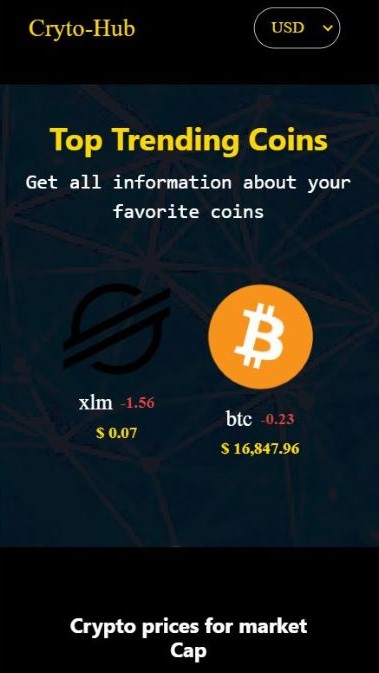 Cryto-Hub
USD
Top Trending Coins
Get all information about your
favorite coins
xlm -1.56
$ 0.07
btc -0.23
$ 16,847.96
Crypto prices for market
Cap